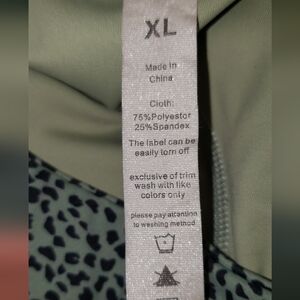 XL
Made in
China
Cloth:
75%Polyestor
25%Spandex
The label can be
easily torn off
exclusive of trim
wash with like
colors only
please pay attention
to washing method